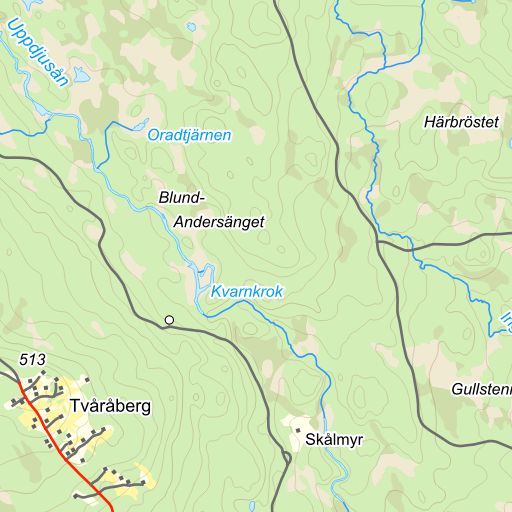 Uppdjusån
Härbröstet
Oradtjärnen
Blund-
Andersänget
Kvarnkrok
513
Tvåråberg
Skålmyr